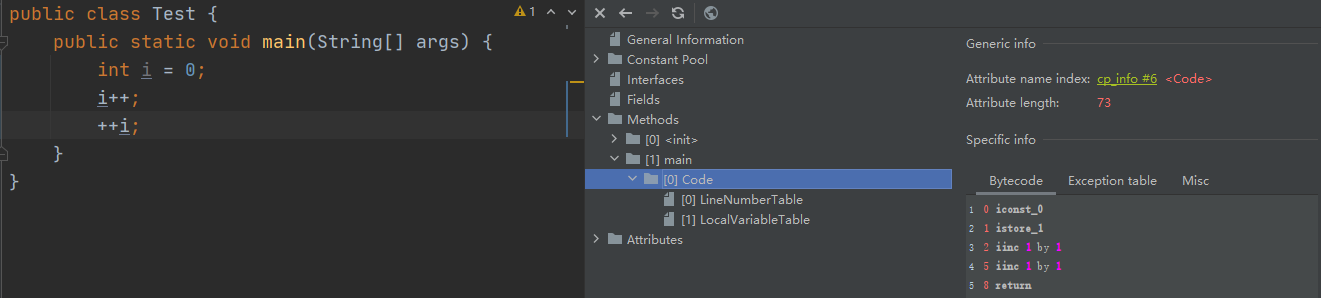 public class Test {
    public static void main(String[] args) {
        int i = 0;
        i++;
        ++i;
    }
}
1
General Information
Constant Pool
Interfaces
Fields
Methods
[0] <init>
[1] main
[0] Code
[0] LineNumberTable
[1] LocalVariableTable
Attributes
Generic info
Attribute name index: cp_info #6 <Code>
Attribute length: 73
Specific info
Bytecode Exception table Misc
1 0 iconst_0
2 1 istore_1
3 2 iinc 1 by 1
4 5 iinc 1 by 1
5 8 return